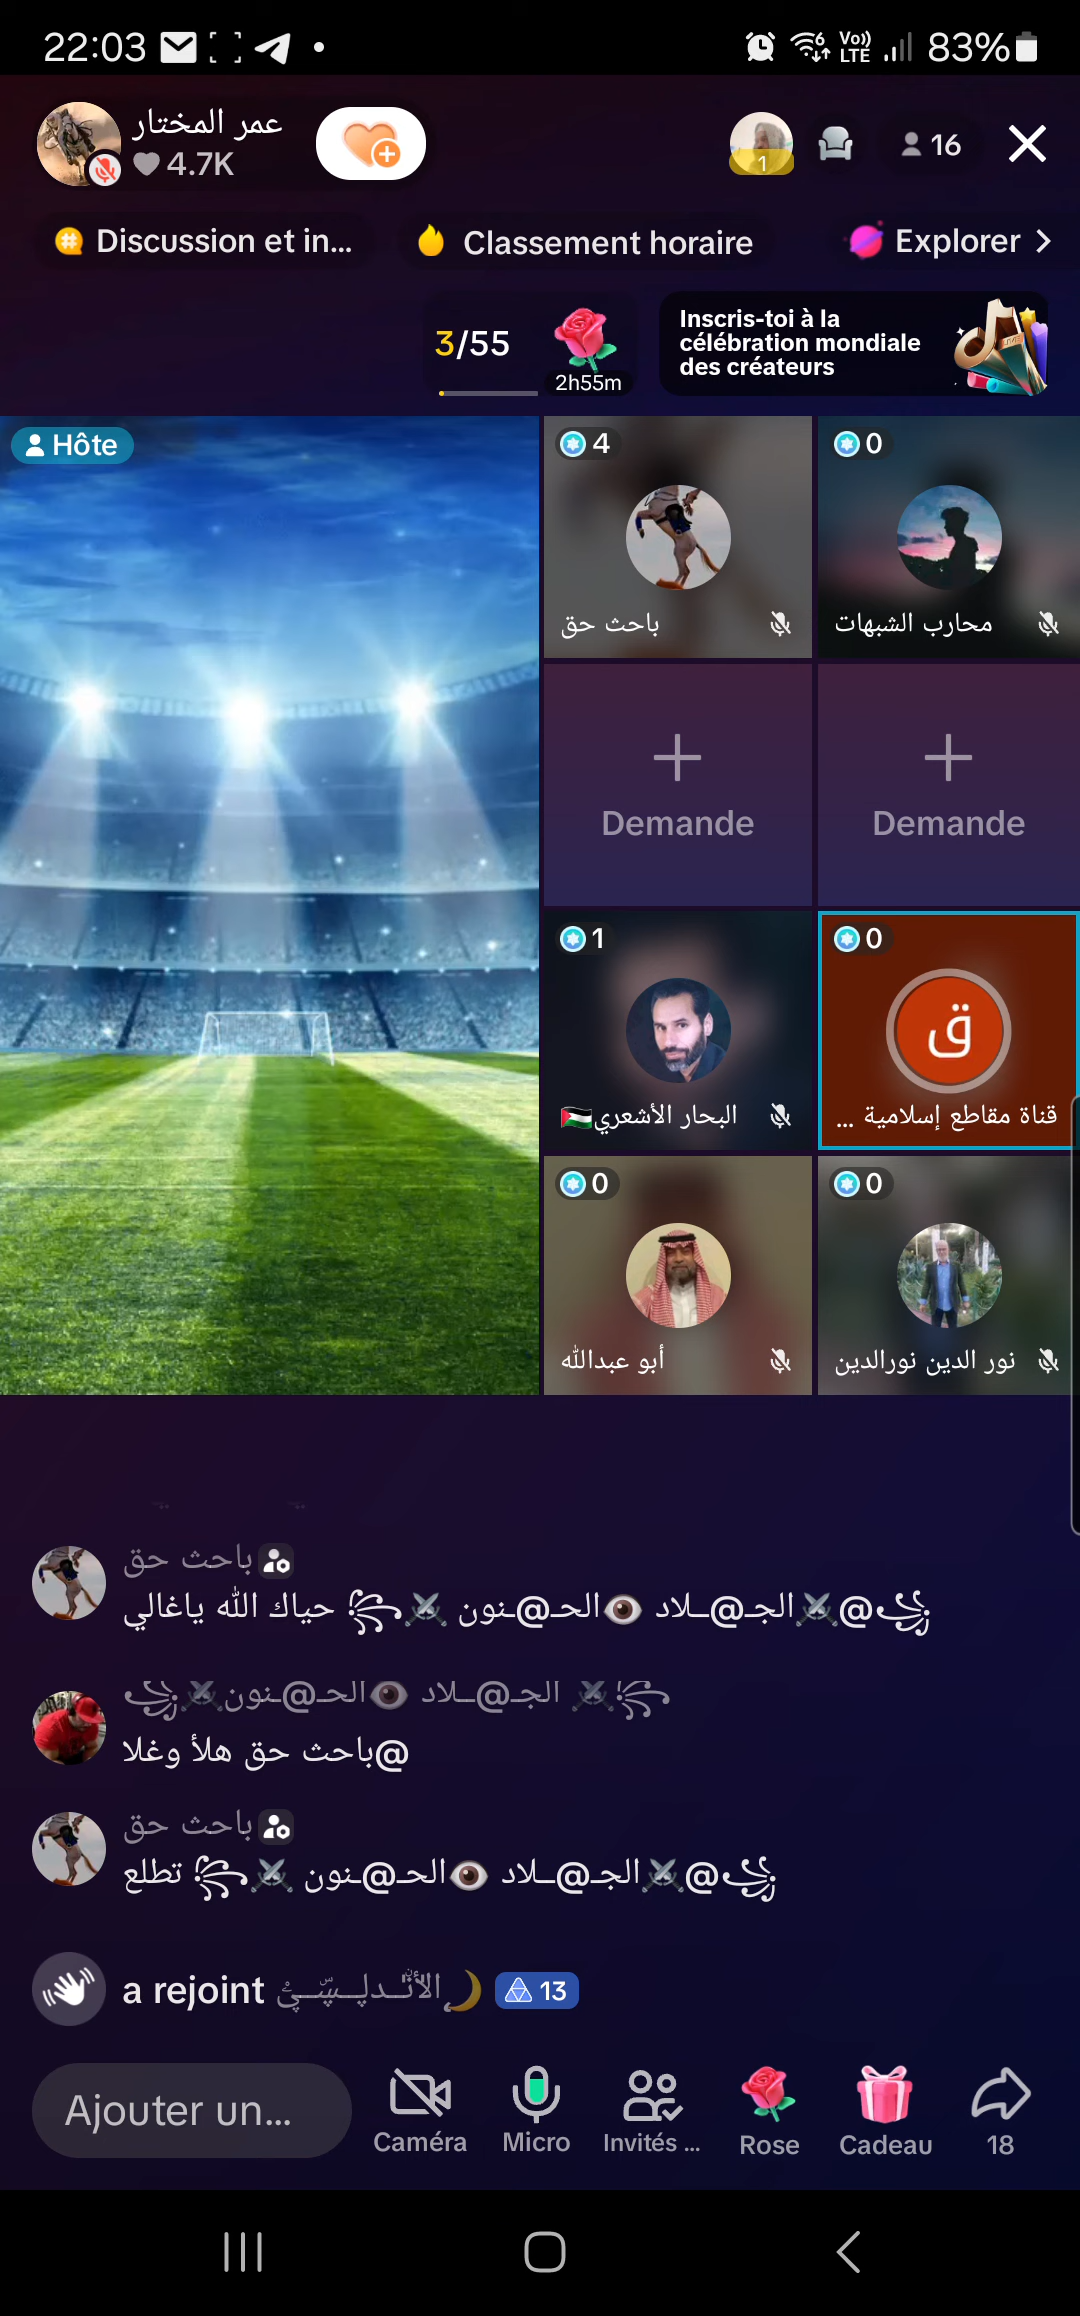 22:03
Vo)) LTE
83%
عمر المختار
4.7K
1
16
Discussion et in...
Classement horaire
Explorer
3/55
2h55m
Inscris-toi à la
célébration mondiale
des créateurs
Hôte
4
باحث حق
0
محارب الشبهات
Demande
Demande
1
البحار الأشعري🇵🇸
0
ق
قناة مقاطع إسلامية ...
0
أبو عبدالله
0
نور الدين نورالدين
باحث حق
@⚔الجـ@ـلاد 👁الحـ@ـنون ⚔ حياك الله ياغالي
⚔ الجـ@ـلاد 👁الحـ@ـنون⚔
@باحث حق هلأ وغلا
باحث حق
@⚔الجـ@ـلاد 👁الحـ@ـنون ⚔ تطلع
a rejoint
13
Ajouter un...
Caméra
Micro
Invités ...
Rose
Cadeau
18